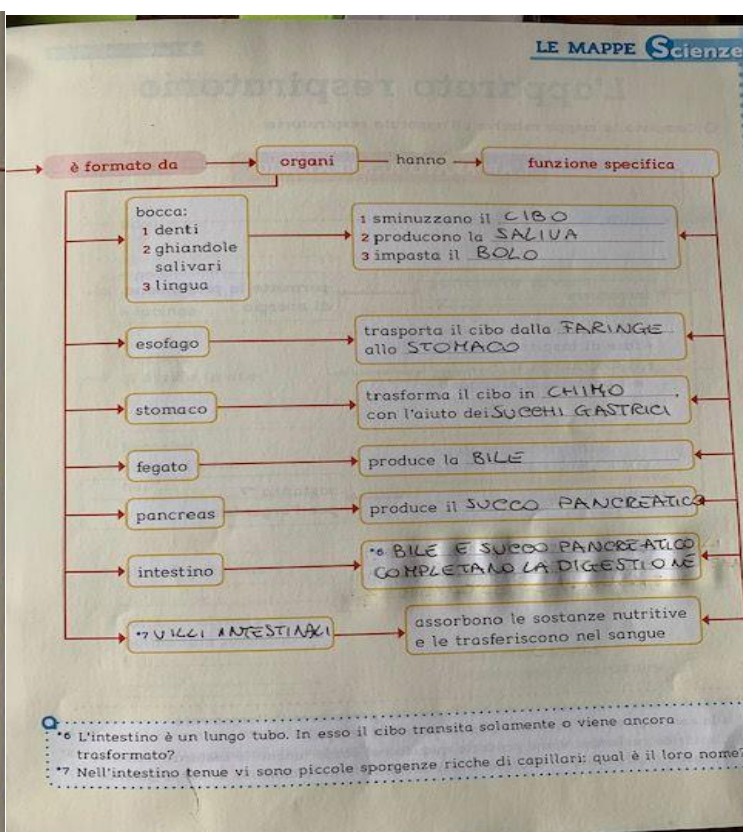 LE MAPPE Scienze
è formato da
organi
hanno
funzione specifica
bocca:
1 denti
2 ghiandole
salivari
3 lingua
1 sminuzzano il CIBO
2 producono la SALIVA
3 impasta il BOLO
esofago
trasporta il cibo dalla FARINGE
allo STOMACO
stomaco
trasforma il cibo in CHIMO,
con l'aiuto dei SUCCHI GASTRICI
fegato
produce la BILE
pancreas
produce il SUCCO PANCREATICO
intestino
*6 BILE E SUCCO PANCREATICO
COMPLETANO LA DIGESTIONE
*7 VILLI INTESTINALI
assorbono le sostanze nutritive
e le trasferiscono nel sangue
*6 L'intestino è un lungo tubo. In esso il cibo transita solamente o viene ancora
trasformato?
*7 Nell'intestino tenue vi sono piccole sporgenze ricche di capillari: qual è il loro nome?